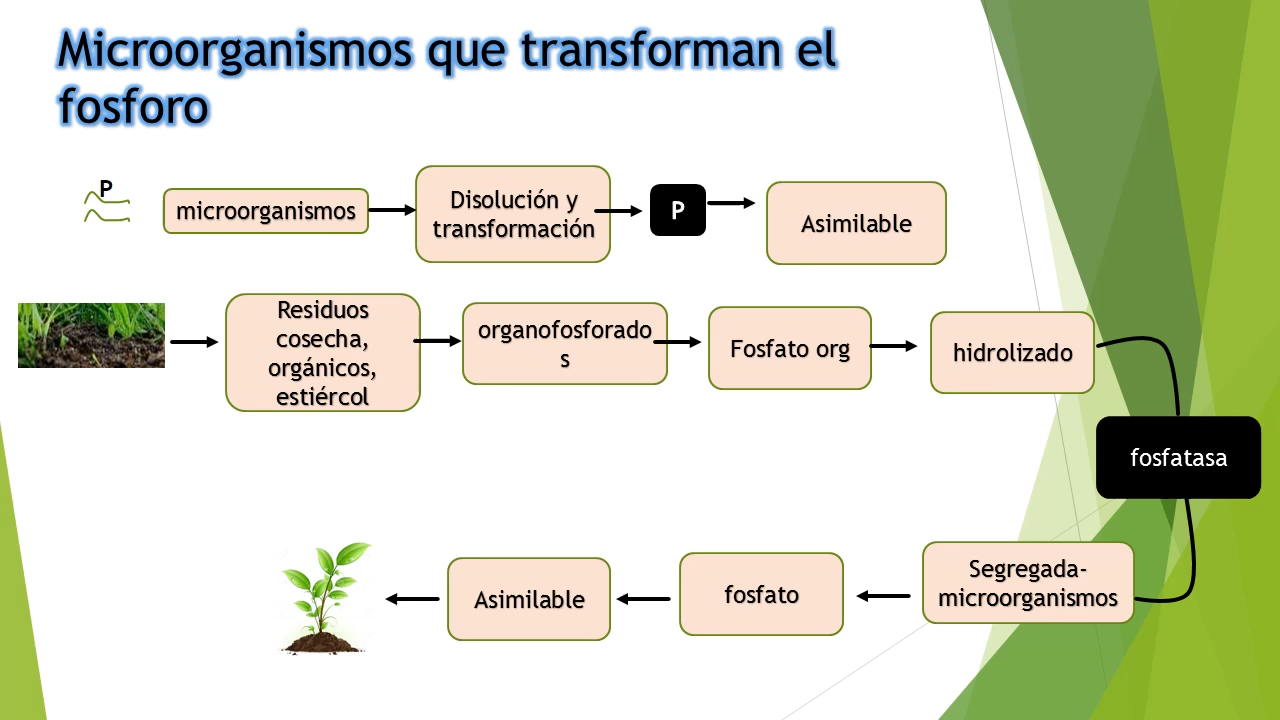 Microorganismos que transforman el
fosforo
P
microorganismos
Disolución y
transformación
P
Asimilable
Residuos
cosecha,
orgánicos,
estiércol
organofosforado
s
Fosfato org
hidrolizado
fosfatasa
Segregada-
microorganismos
fosfato
Asimilable